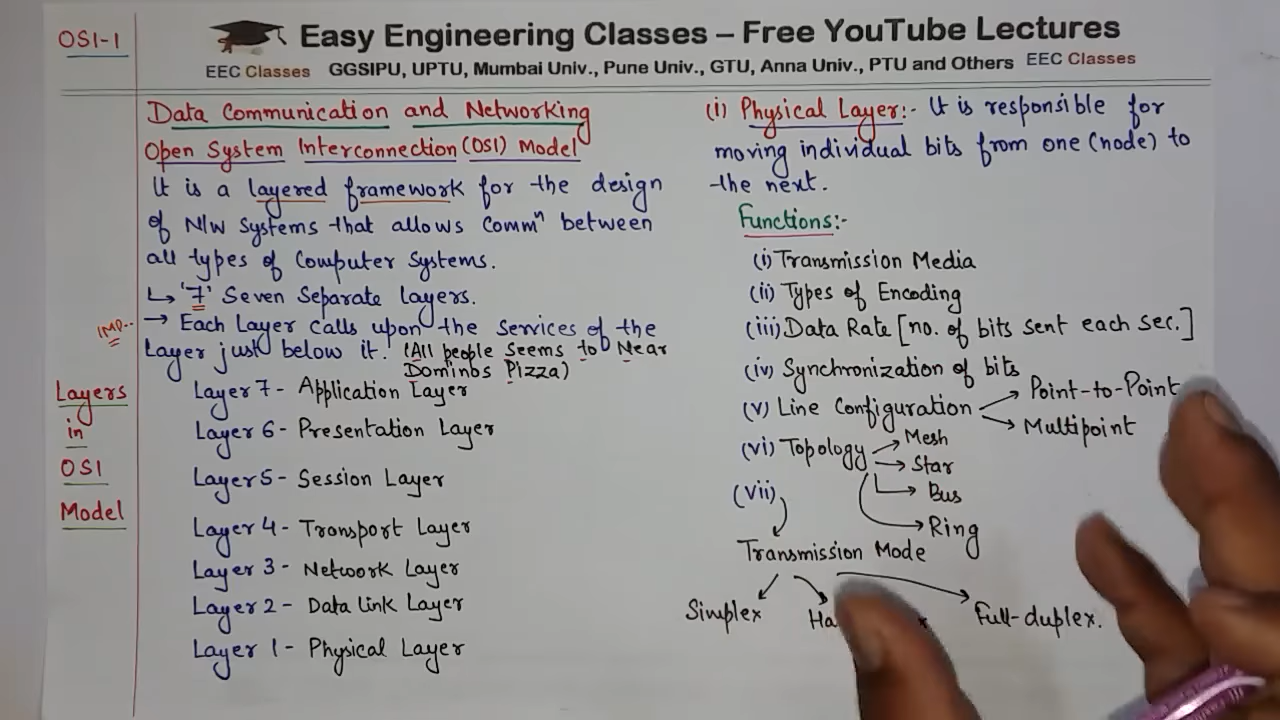 OSI-1
Easy Engineering Classes – Free YouTube Lectures
EEC Classes GGSIPU, UPTU, Mumbai Univ., Pune Univ., GTU, Anna Univ., PTU and Others EEC Classes
Data Communication and Networking
Open System Interconnection (OSI) Model
It is a layered framework for the design
of N/W Systems that allows Commⁿ between
all types of Computer Systems.
↳ '7' Seven Separate layers.
IMP..
→ Each Layer Calls upon the Services of the
Layer just below it. (All people Seems to Near
Dominos Pizza)
Layers
in
OSI
Model
Layer 7 - Application Layer
Layer 6 - Presentation Layer
Layer 5 - Session Layer
Layer 4 - Transport Layer
Layer 3 - Network Layer
Layer 2 - Data link Layer
Layer 1 - Physical Layer
(i) Physical Layer:- It is responsible for
moving individual bits from one (node) to
the next.
Functions:-
(i) Transmission Media
(ii) Types of Encoding
(iii) Data Rate [no. of bits sent each sec.]
(iv) Synchronization of bits
(v) Line Configuration → Point-to-Point
→ Multipoint
(vi) Topology → Mesh
→ Star
→ Bus
→ Ring
(vii)
Transmission Mode
Simplex
Full-duplex.